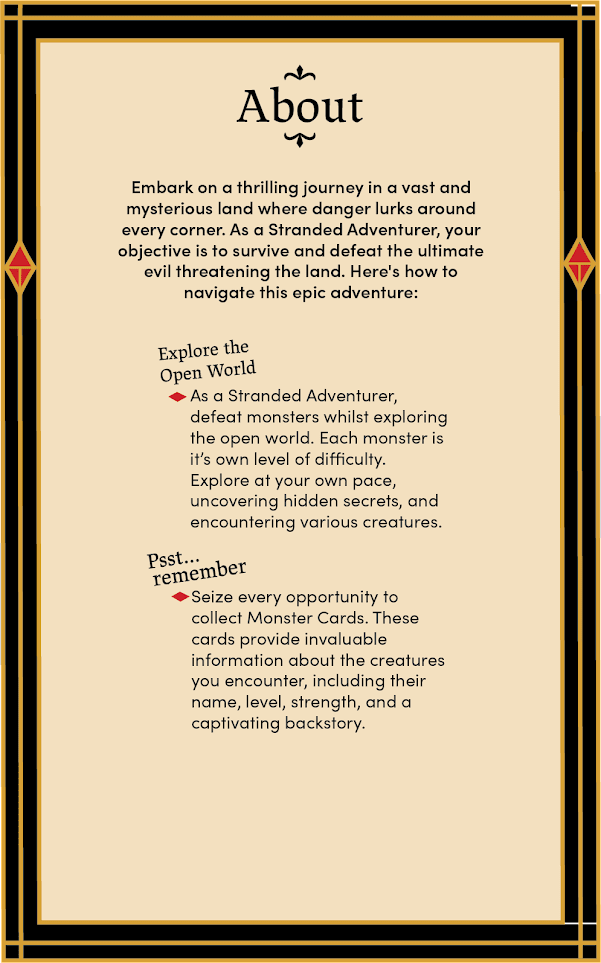 About
Embark on a thrilling journey in a vast and
mysterious land where danger lurks around
every corner. As a Stranded Adventurer, your
objective is to survive and defeat the ultimate
evil threatening the land. Here's how to
navigate this epic adventure:
Explore the
Open World
As a Stranded Adventurer,
defeat monsters whilst exploring
the open world. Each monster is
it’s own level of difficulty.
Explore at your own pace,
uncovering hidden secrets, and
encountering various creatures.
Psst...
remember
Seize every opportunity to
collect Monster Cards. These
cards provide invaluable
information about the creatures
you encounter, including their
name, level, strength, and a
captivating backstory.